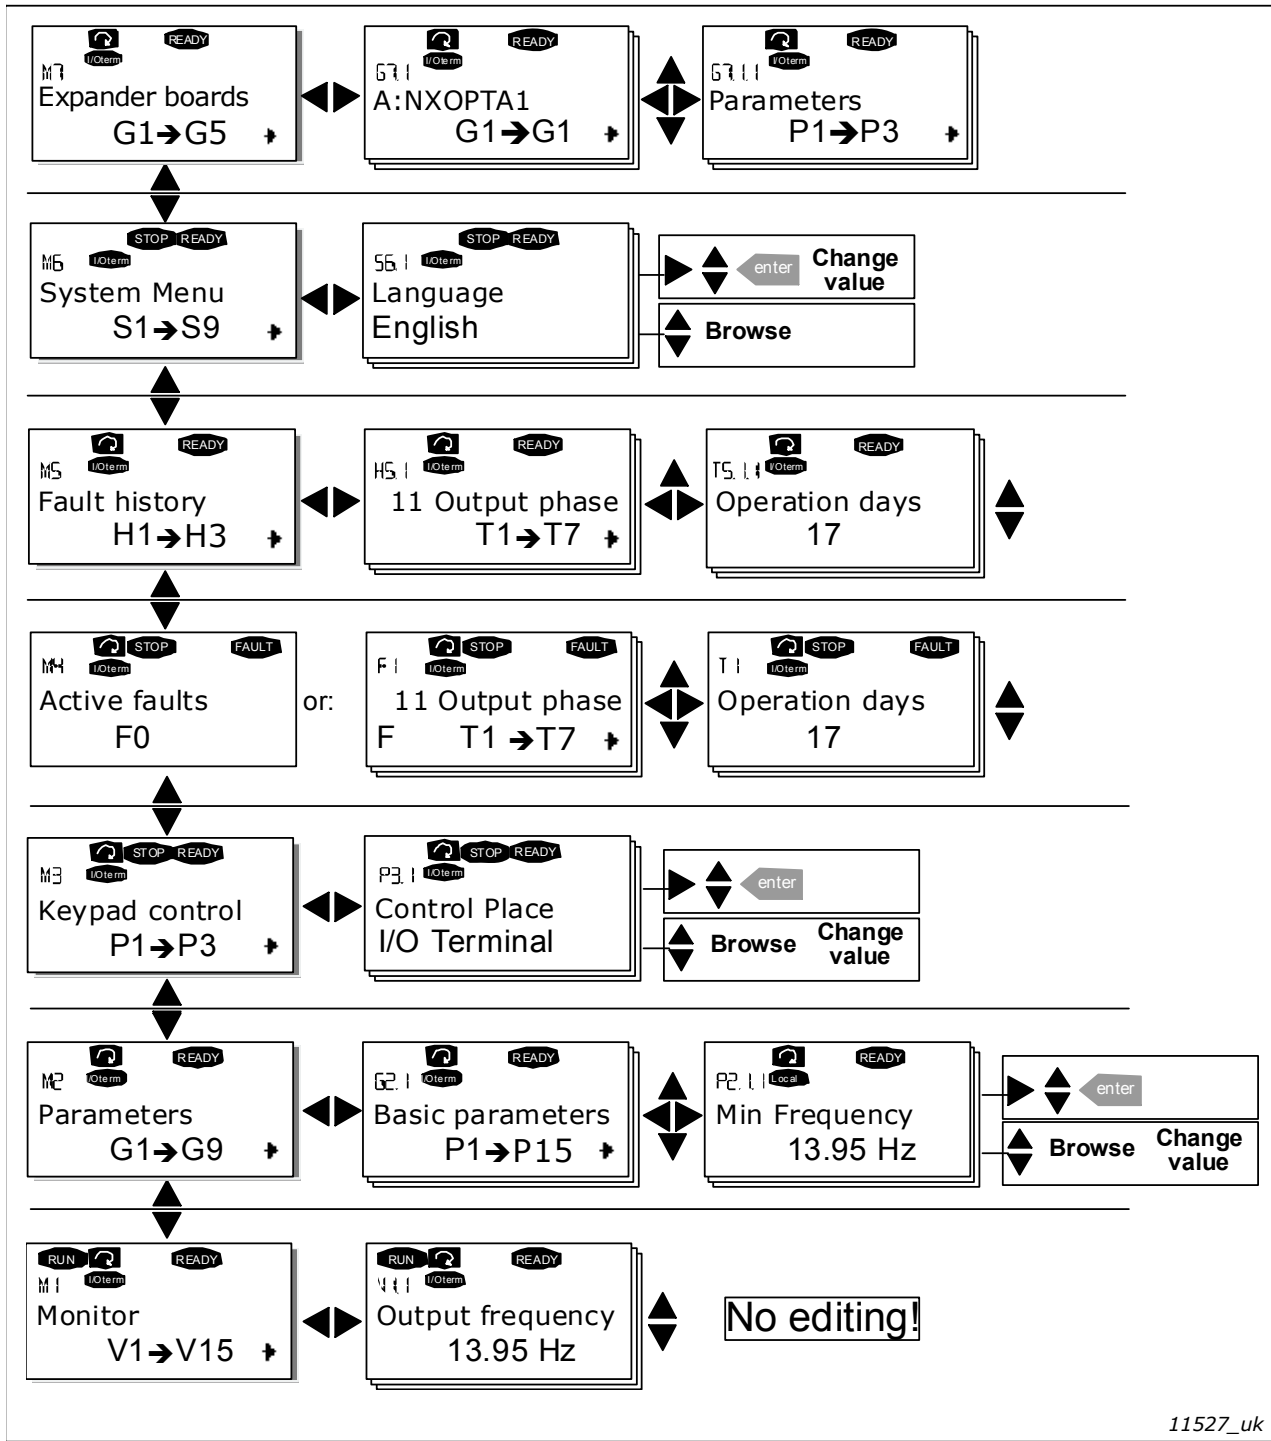 READY
I/Oterm
M7
Expander boards
G1➔G5
READY
I/Oterm
G7.1
A:NXOPTA1
G1➔G1
READY
I/Oterm
G7.1.1
Parameters
P1➔P3
STOP READY
M6 I/Oterm
System Menu
S1➔S9
STOP READY
S6.1 I/Oterm
Language
English
enter Change
value
Browse
READY
M5 I/Oterm
Fault history
H1➔H3
READY
H5.1 I/Oterm
11 Output phase
T1➔T7
READY
T5.1.1 I/Oterm
Operation days
17
STOP FAULT
M4 I/Oterm
Active faults
F0
or:
STOP FAULT
F1 I/Oterm
11 Output phase
F T1 ➔T7
STOP FAULT
T1 I/Oterm
Operation days
17
STOP READY
M3 I/Oterm
Keypad control
P1➔P3
STOP READY
P3.1 I/Oterm
Control Place
I/O Terminal
enter
Browse Change
value
READY
M2 I/Oterm
Parameters
G1➔G9
READY
G2.1 I/Oterm
Basic parameters
P1➔P15
READY
P2.1.1 Local
Min Frequency
13.95 Hz
enter
Browse Change
value
RUN READY
M1 I/Oterm
Monitor
V1➔V15
RUN READY
V1.1 I/Oterm
Output frequency
13.95 Hz
No editing!
11527_uk